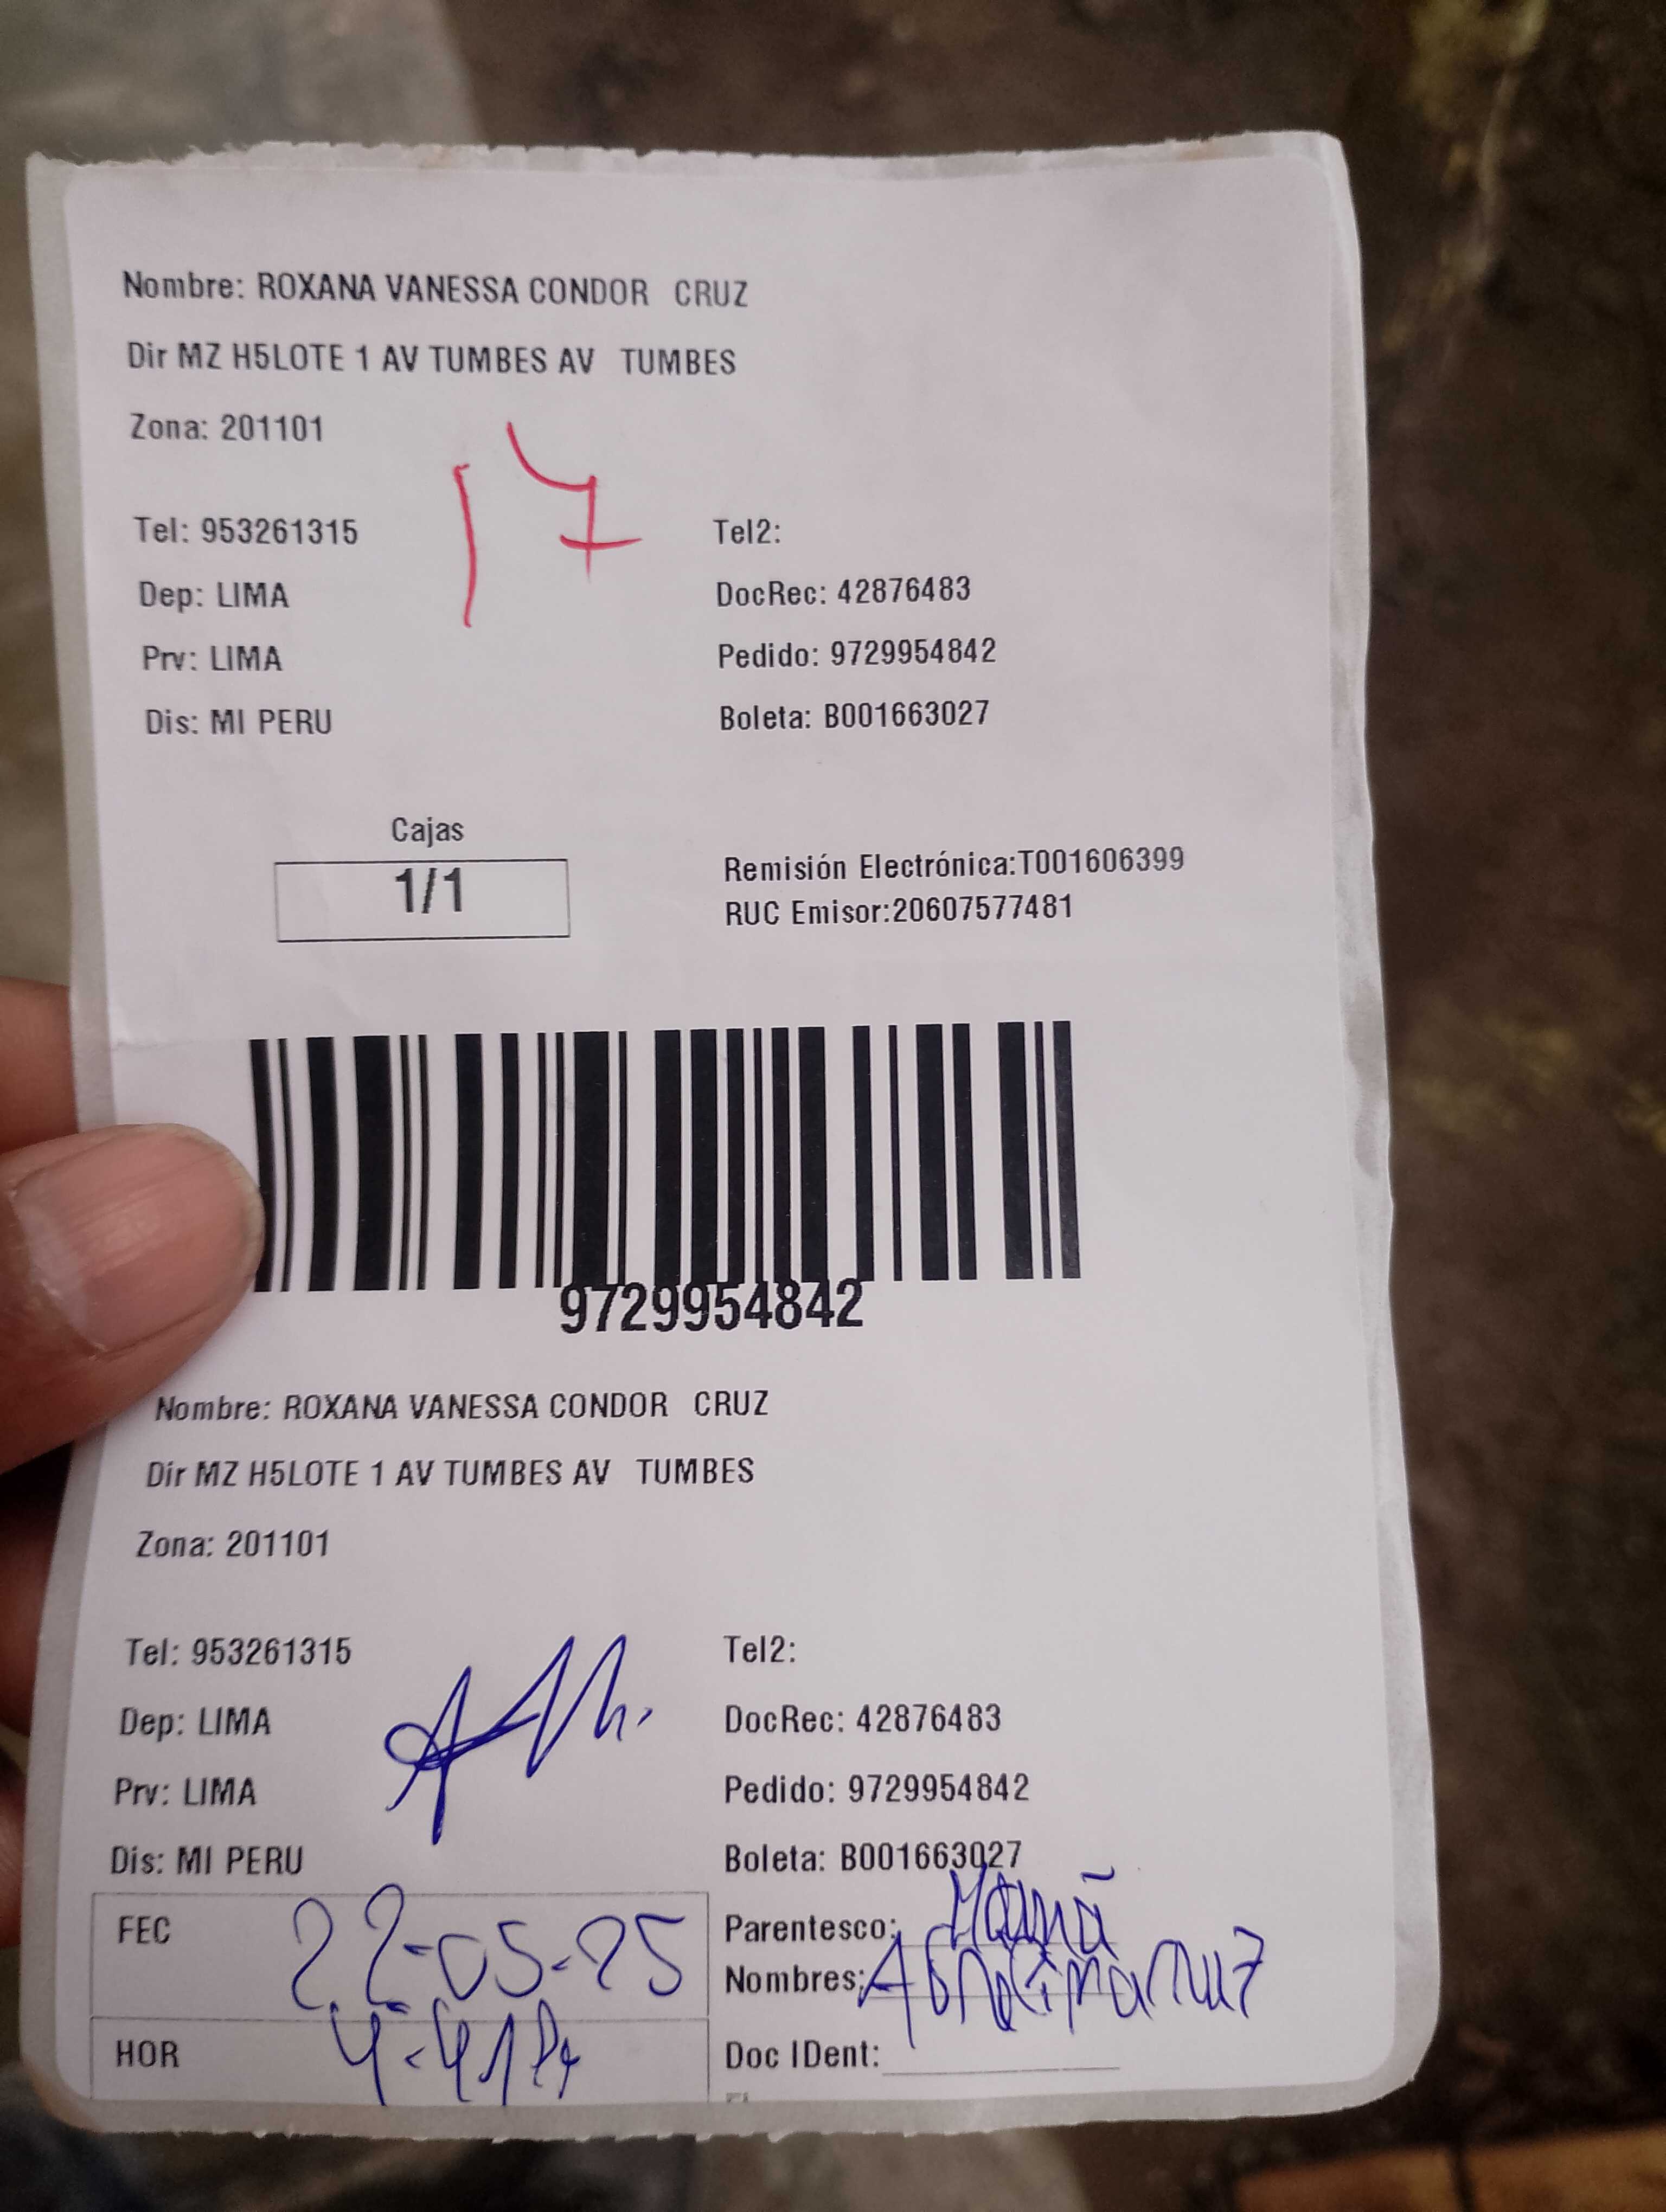 Nombre: ROXANA VANESSA CONDOR CRUZ
Dir MZ H5LOTE 1 AV TUMBES AV TUMBES
Zona: 201101
17
Tel: 953261315 Tel2:
Dep: LIMA DocRec: 42876483
Prv: LIMA Pedido: 9729954842
Dis: MI PERU Boleta: B001663027
Cajas
1/1
Remisión Electrónica:T001606399
RUC Emisor:20607577481
9729954842
Nombre: ROXANA VANESSA CONDOR CRUZ
Dir MZ H5LOTE 1 AV TUMBES AV TUMBES
Zona: 201101
Tel: 953261315 Tel2:
Dep: LIMA DocRec: 42876483
Prv: LIMA Pedido: 9729954842
Dis: MI PERU Boleta: B001663027
FEC 22-05-25 Parentesco: Mamá
Nombres:
HOR Doc IDent: